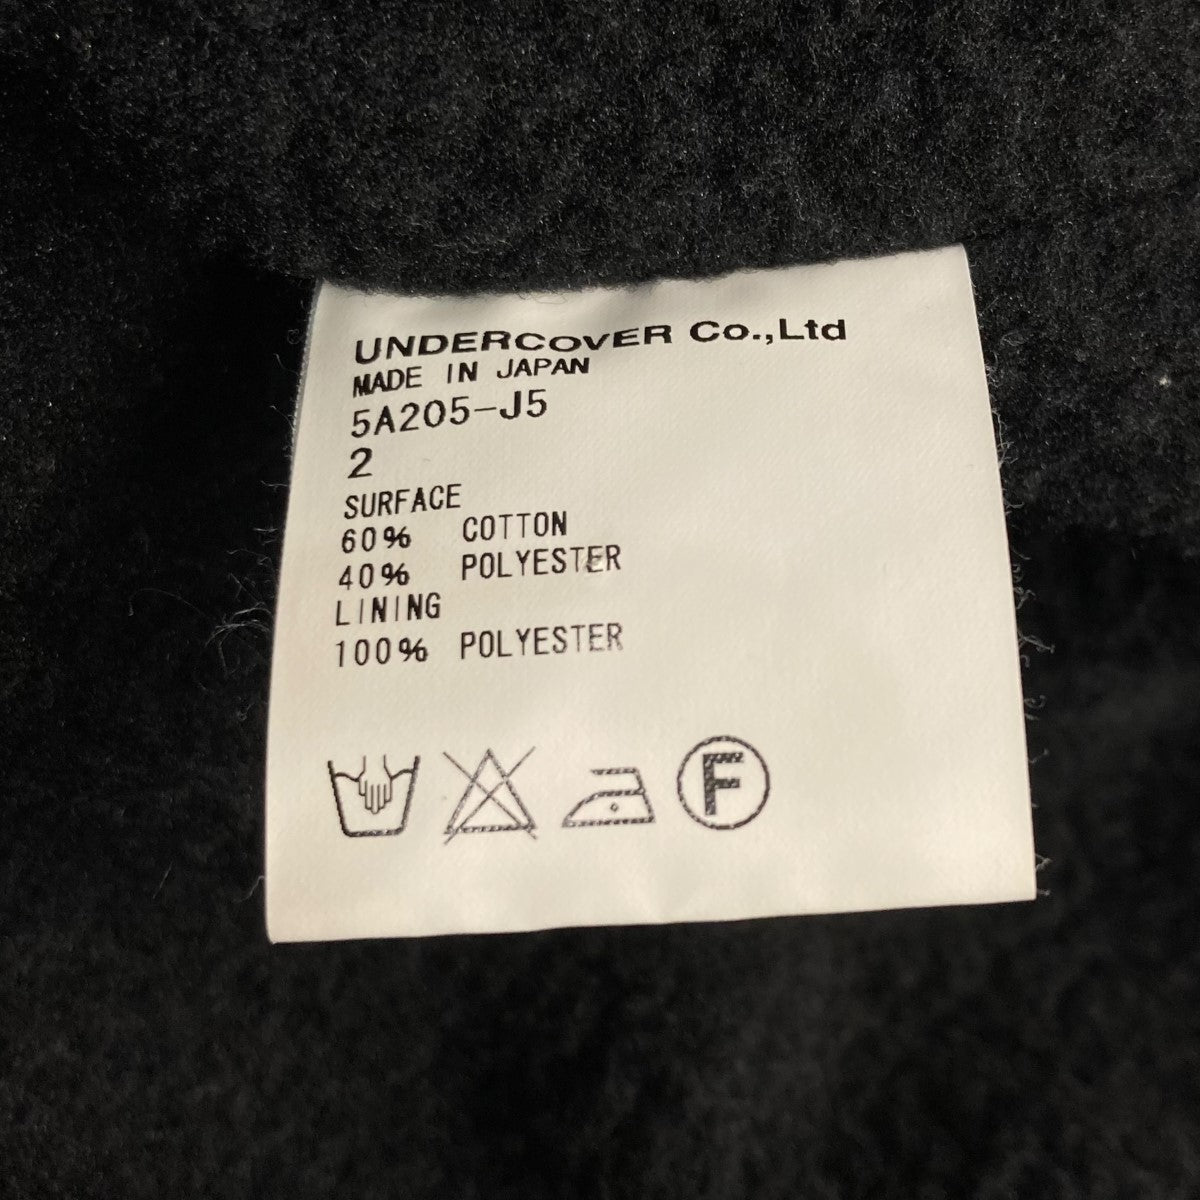 UNDERCOVER Co.,Ltd
MADE IN JAPAN
5A205-J5
2
SURFACE
60% COTTON
40% POLYESTER
LINING
100% POLYESTER
F